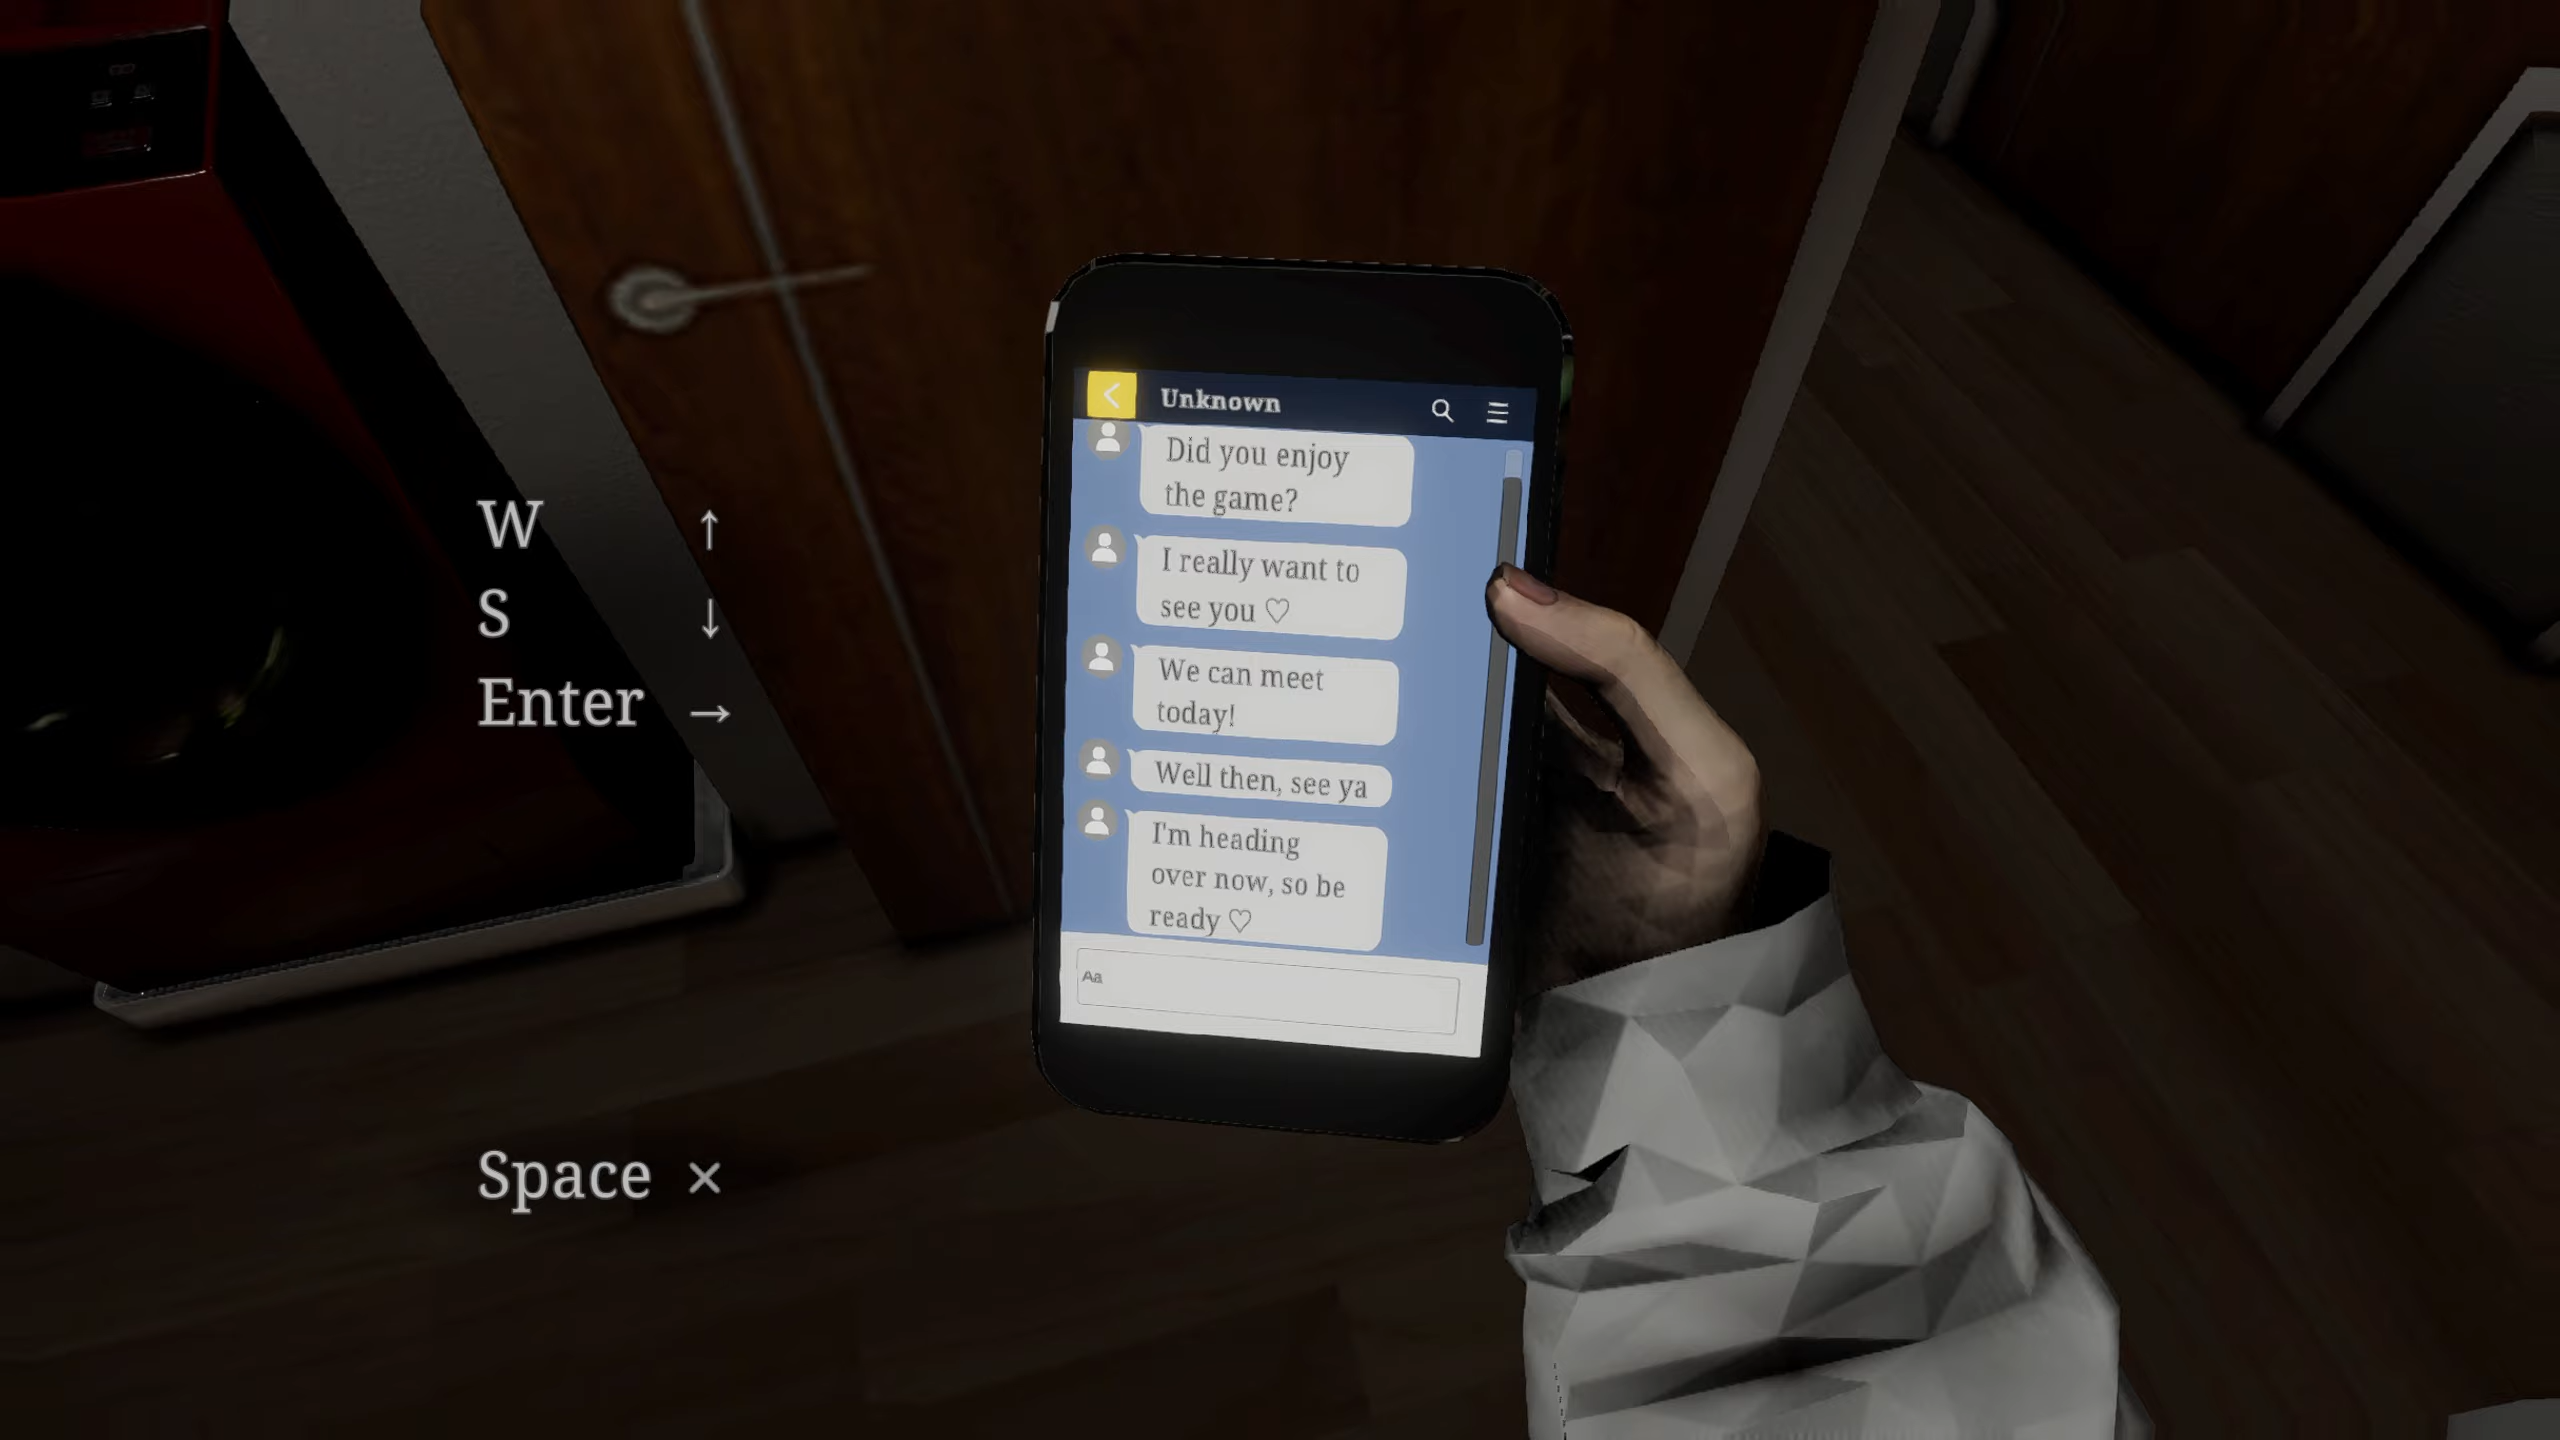 Unknown
Did you enjoy
the game?
I really want to
see you ♡
We can meet
today!
Well then, see ya
I'm heading
over now, so be
ready ♡
Aa
W ↑
S ↓
Enter →
Space ×